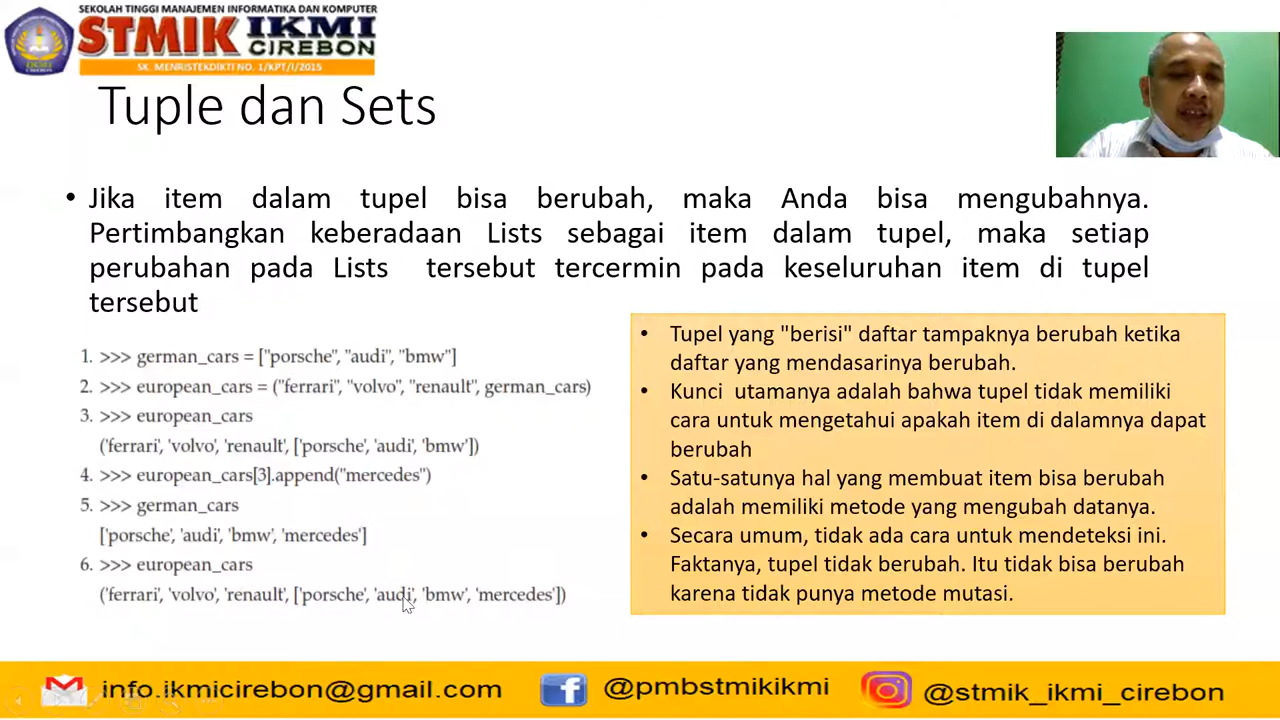 SEKOLAH TINGGI MANAJEMEN INFORMATIKA DAN KOMPUTER
STMIK IKMI
CIREBON
SK. MENRISTEKDIKTI NO. 1/KPT/I/2015
Tuple dan Sets
• Jika item dalam tupel bisa berubah, maka Anda bisa mengubahnya.
Pertimbangkan keberadaan Lists sebagai item dalam tupel, maka setiap
perubahan pada Lists tersebut tercermin pada keseluruhan item di tupel
tersebut
1. >>> german_cars = ["porsche", "audi", "bmw"]
2. >>> european_cars = ("ferrari", "volvo", "renault", german_cars)
3. >>> european_cars
('ferrari', 'volvo', 'renault', ['porsche', 'audi', 'bmw'])
4. >>> european_cars[3].append("mercedes")
5. >>> german_cars
['porsche', 'audi', 'bmw', 'mercedes']
6. >>> european_cars
('ferrari', 'volvo', 'renault', ['porsche', 'audi', 'bmw', 'mercedes'])
• Tupel yang "berisi" daftar tampaknya berubah ketika
daftar yang mendasarinya berubah.
• Kunci utamanya adalah bahwa tupel tidak memiliki
cara untuk mengetahui apakah item di dalamnya dapat
berubah
• Satu-satunya hal yang membuat item bisa berubah
adalah memiliki metode yang mengubah datanya.
• Secara umum, tidak ada cara untuk mendeteksi ini.
Faktanya, tupel tidak berubah. Itu tidak bisa berubah
karena tidak punya metode mutasi.
info.ikmicirebon@gmail.com
@pmbstmikikmi
@stmik_ikmi_cirebon